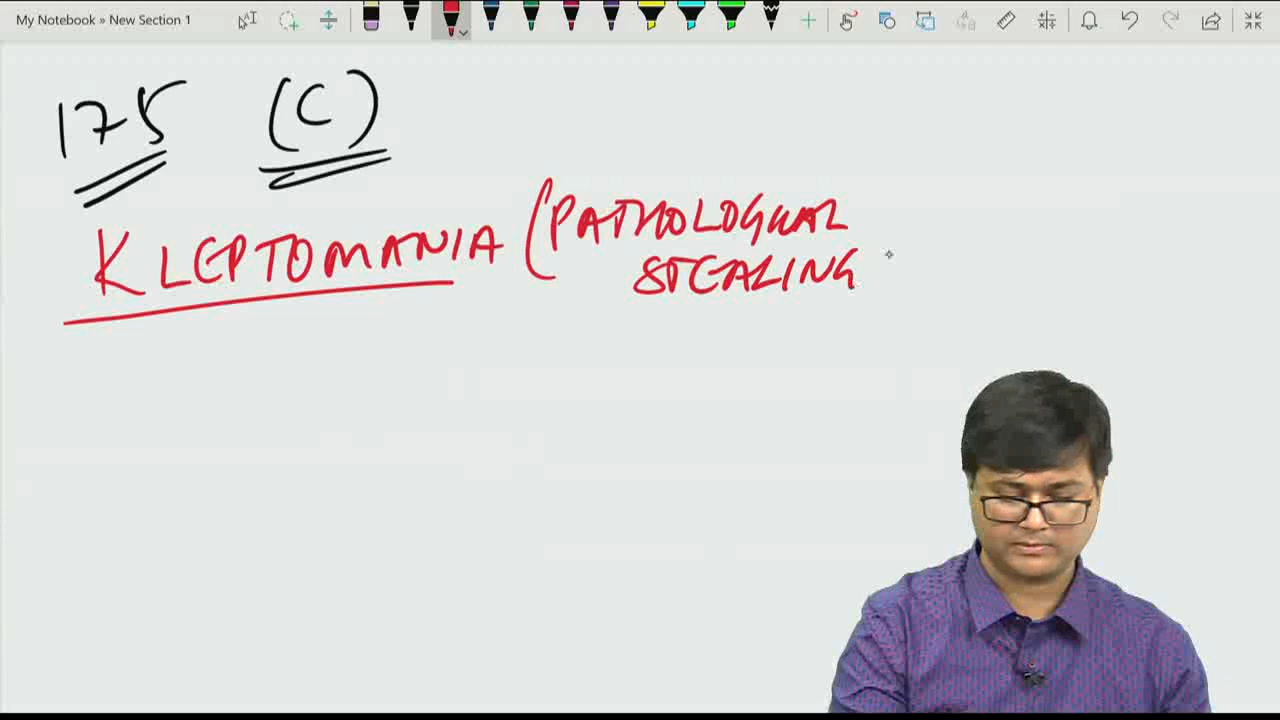 My Notebook » New Section 1
175 (C)
KLEPTOMANIA (PATHOLOGICAL
STEALING